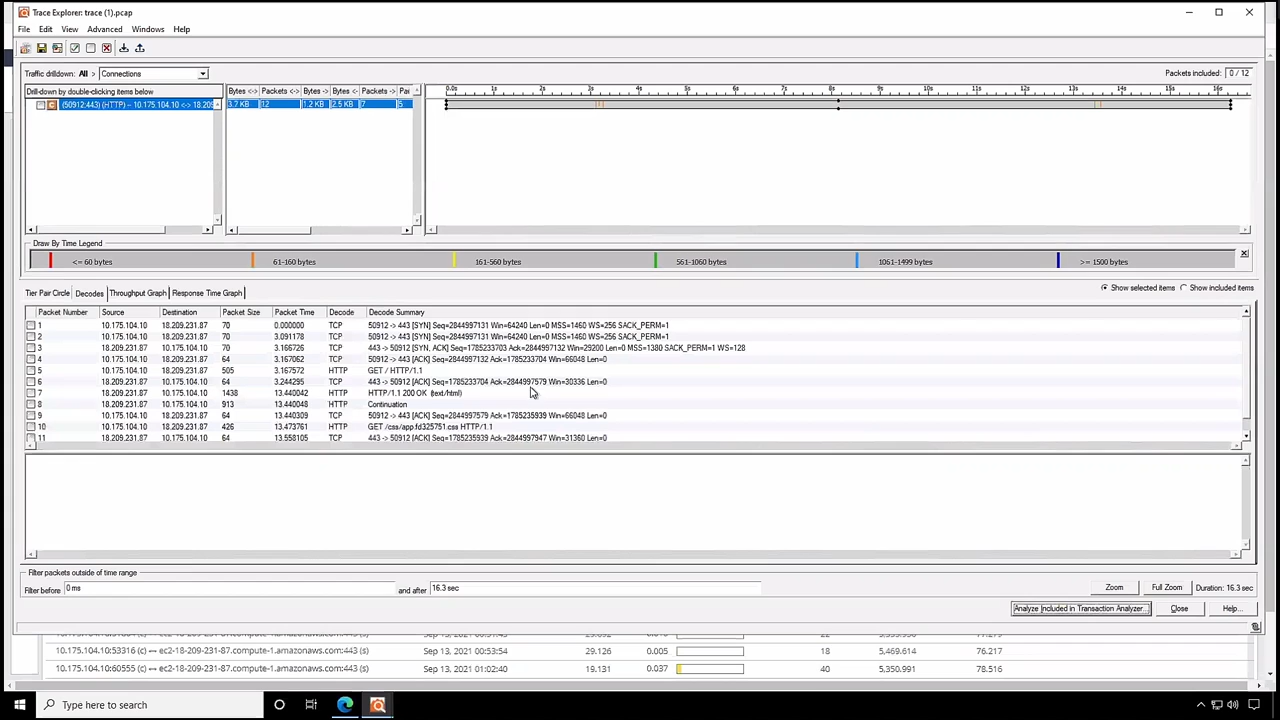 Trace Explorer: trace (1).pcap
File Edit View Advanced Windows Help
Traffic drilldown: All > Connections Packets included: 0 / 12
Drill-down by double-clicking items below Bytes <-> Packets <-> Bytes -> Bytes <- Packets -> Pac 0.0s 1s 2s 3s 4s 5s 6s 7s 8s 9s 10s 11s 12s 13s 14s 15s 16s
(50912:443) (HTTP) -- 10.175.104.10 <-> 18.209 3.7 KB 12 1.2 KB 2.5 KB 7 5
Draw By Time Legend
<= 60 bytes 61-160 bytes 161-560 bytes 561-1060 bytes 1061-1499 bytes >= 1500 bytes
Tier Pair Circle Decodes Throughput Graph Response Time Graph Show selected items Show included items
Packet Number Source Destination Packet Size Packet Time Decode Decode Summary
1 10.175.104.10 18.209.231.87 70 0.000000 TCP 50912 -> 443 [SYN] Seq=2844997131 Win=64240 Len=0 MSS=1460 WS=256 SACK_PERM=1
2 10.175.104.10 18.209.231.87 70 3.091178 TCP 50912 -> 443 [SYN] Seq=2844997131 Win=64240 Len=0 MSS=1460 WS=256 SACK_PERM=1
3 18.209.231.87 10.175.104.10 70 3.166726 TCP 443 -> 50912 [SYN, ACK] Seq=1785233703 Ack=2844997132 Win=29200 Len=0 MSS=1380 SACK_PERM=1 WS=128
4 10.175.104.10 18.209.231.87 64 3.167062 TCP 50912 -> 443 [ACK] Seq=2844997132 Ack=1785233704 Win=66048 Len=0
5 10.175.104.10 18.209.231.87 505 3.167572 HTTP GET / HTTP/1.1
6 18.209.231.87 10.175.104.10 64 3.244295 TCP 443 -> 50912 [ACK] Seq=1785233704 Ack=2844997579 Win=30336 Len=0
7 18.209.231.87 10.175.104.10 1438 13.440042 HTTP HTTP/1.1 200 OK (text/html)
8 18.209.231.87 10.175.104.10 913 13.440048 HTTP Continuation
9 10.175.104.10 18.209.231.87 64 13.440309 TCP 50912 -> 443 [ACK] Seq=2844997579 Ack=1785235939 Win=66048 Len=0
10 10.175.104.10 18.209.231.87 426 13.473761 HTTP GET /css/app.fd325751.css HTTP/1.1
11 18.209.231.87 10.175.104.10 64 13.558105 TCP 443 -> 50912 [ACK] Seq=1785235939 Ack=2844997947 Win=31360 Len=0
Filter packets outside of time range
Filter before 0 ms and after 16.3 sec Zoom Full Zoom Duration: 16.3 sec
Analyze Included in Transaction Analyzer... Close Help...
10.175.104.10:53316 (c) ↔ ec2-18-209-231-87.compute-1.amazonaws.com:443 (s) Sep 13, 2021 00:53:54 29.126 0.005 18 5,469.614 76.217
10.175.104.10:60555 (c) ↔ ec2-18-209-231-87.compute-1.amazonaws.com:443 (s) Sep 13, 2021 01:02:40 19.131 0.037 40 5,350.991 78.516
Type here to search